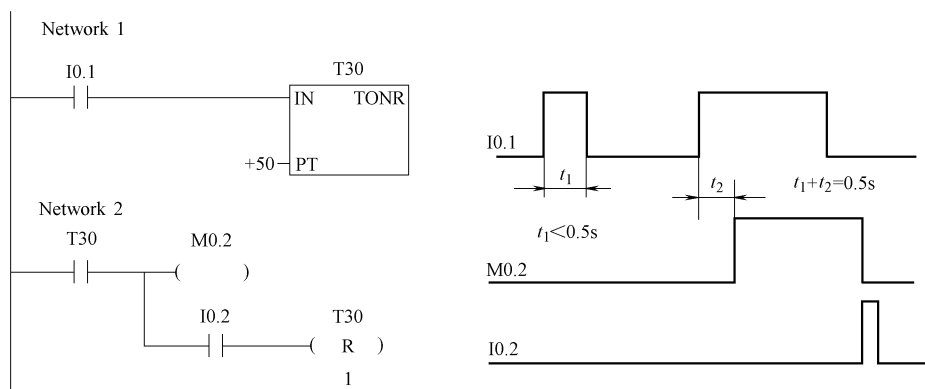 Network 1
I0.1
T30
IN TONR
+50 PT
Network 2
T30
M0.2
( )
I0.2
T30
( R )
1
I0.1
t1
t2
t1+t2=0.5s
t1<0.5s
M0.2
I0.2